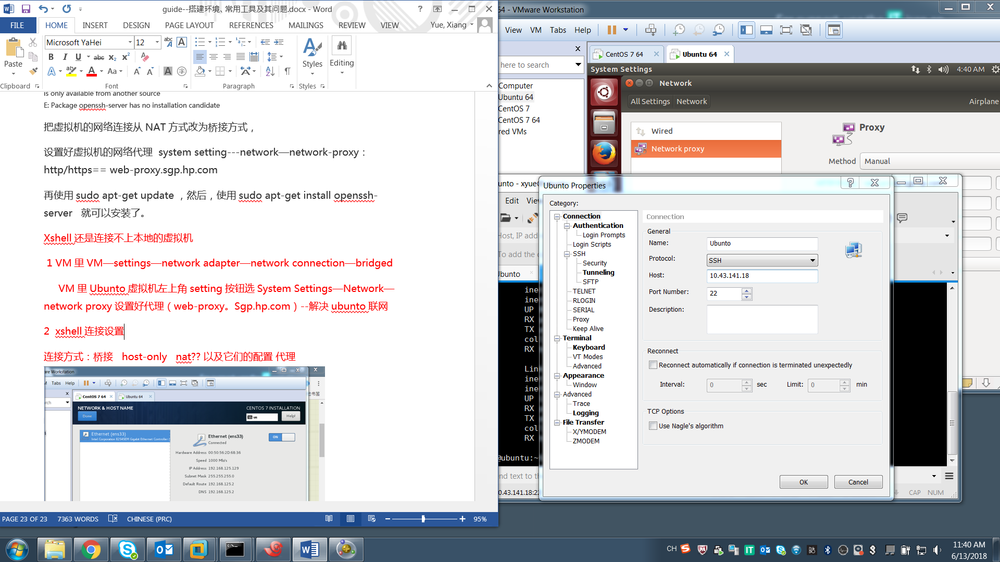 guide--搭建环境、常用工具及其问题.docx - Word
FILE HOME INSERT DESIGN PAGE LAYOUT REFERENCES MAILINGS REVIEW VIEW Yue, Xiang
Microsoft YaHei 12
Paste
Styles
Editing
Clipboard Font Paragraph Styles
is only available from another source
E: Package openssh-server has no installation candidate
把虚拟机的网络连接从 NAT 方式改为桥接方式，
设置好虚拟机的网络代理 system setting---network—network-proxy：
http/https== web-proxy.sgp.hp.com
再使用 sudo apt-get update ，然后，使用 sudo apt-get install openssh-
server 就可以安装了。
Xshell 还是连接不上本地的虚拟机
1 VM 里 VM—settings—network adapter—network connection—bridged
VM 里 Ubunto 虚拟机左上角 setting 按钮选 System Settings—Network—
network proxy 设置好代理（web-proxy。Sgp.hp.com）--解决 ubunto 联网
2 xshell 连接设置
连接方式：桥接 host-only nat?? 以及它们的配置 代理
are Workstation
Tabs Help
CentOS 7 64 Ubuntu 64
NETWORK & HOST NAME
Done
CENTOS 7 INSTALLATION
us
Help!
Ethernet (ens33)
Intel Corporation 82545EM Gigabit Ethernet Controller (
Ethernet (ens33)
Connected
ON
Hardware Address 00:50:56:2D:68:36
Speed 1000 Mb/s
IP Address 192.168.125.129
Subnet Mask 255.255.255.0
Default Route 192.168.125.2
DNS 192.168.125.2
PAGE 23 OF 23 7363 WORDS CHINESE (PRC) 95%
64 - VMware Workstation
View VM Tabs Help
here to search
Computer
Ubuntu 64
CentOS 7
CentOS 7 64
red VMs
CentOS 7 64
Ubuntu 64
System Settings 4:40 AM
Network
All Settings Network Airplane
Wired
Network proxy
Proxy
Method Manual
unto - xyue@
Edit View
Host, IP add
To add the c
Ubunto
ine
ine
UP
RX
TX
col
RX
Lin
ine
ine
UP
RX
TX
col
RX
@ubuntu:~
nd text to th
0.43.141.18:22
CAP NUM
Ubunto Properties
Category:
Connection
Authentication
Login Prompts
Login Scripts
SSH
Security
Tunneling
SFTP
TELNET
RLOGIN
SERIAL
Proxy
Keep Alive
Terminal
Keyboard
VT Modes
Advanced
Appearance
Window
Advanced
Trace
Logging
File Transfer
X/YMODEM
ZMODEM
Connection
General
Name: Ubunto
Protocol: SSH
Host: 10.43.141.18
Port Number: 22
Description:
Reconnect
Reconnect automatically if connection is terminated unexpectedly
Interval: 0 sec Limit: 0 min
TCP Options
Use Nagle's algorithm
OK Cancel
CH
11:40 AM
6/13/2018